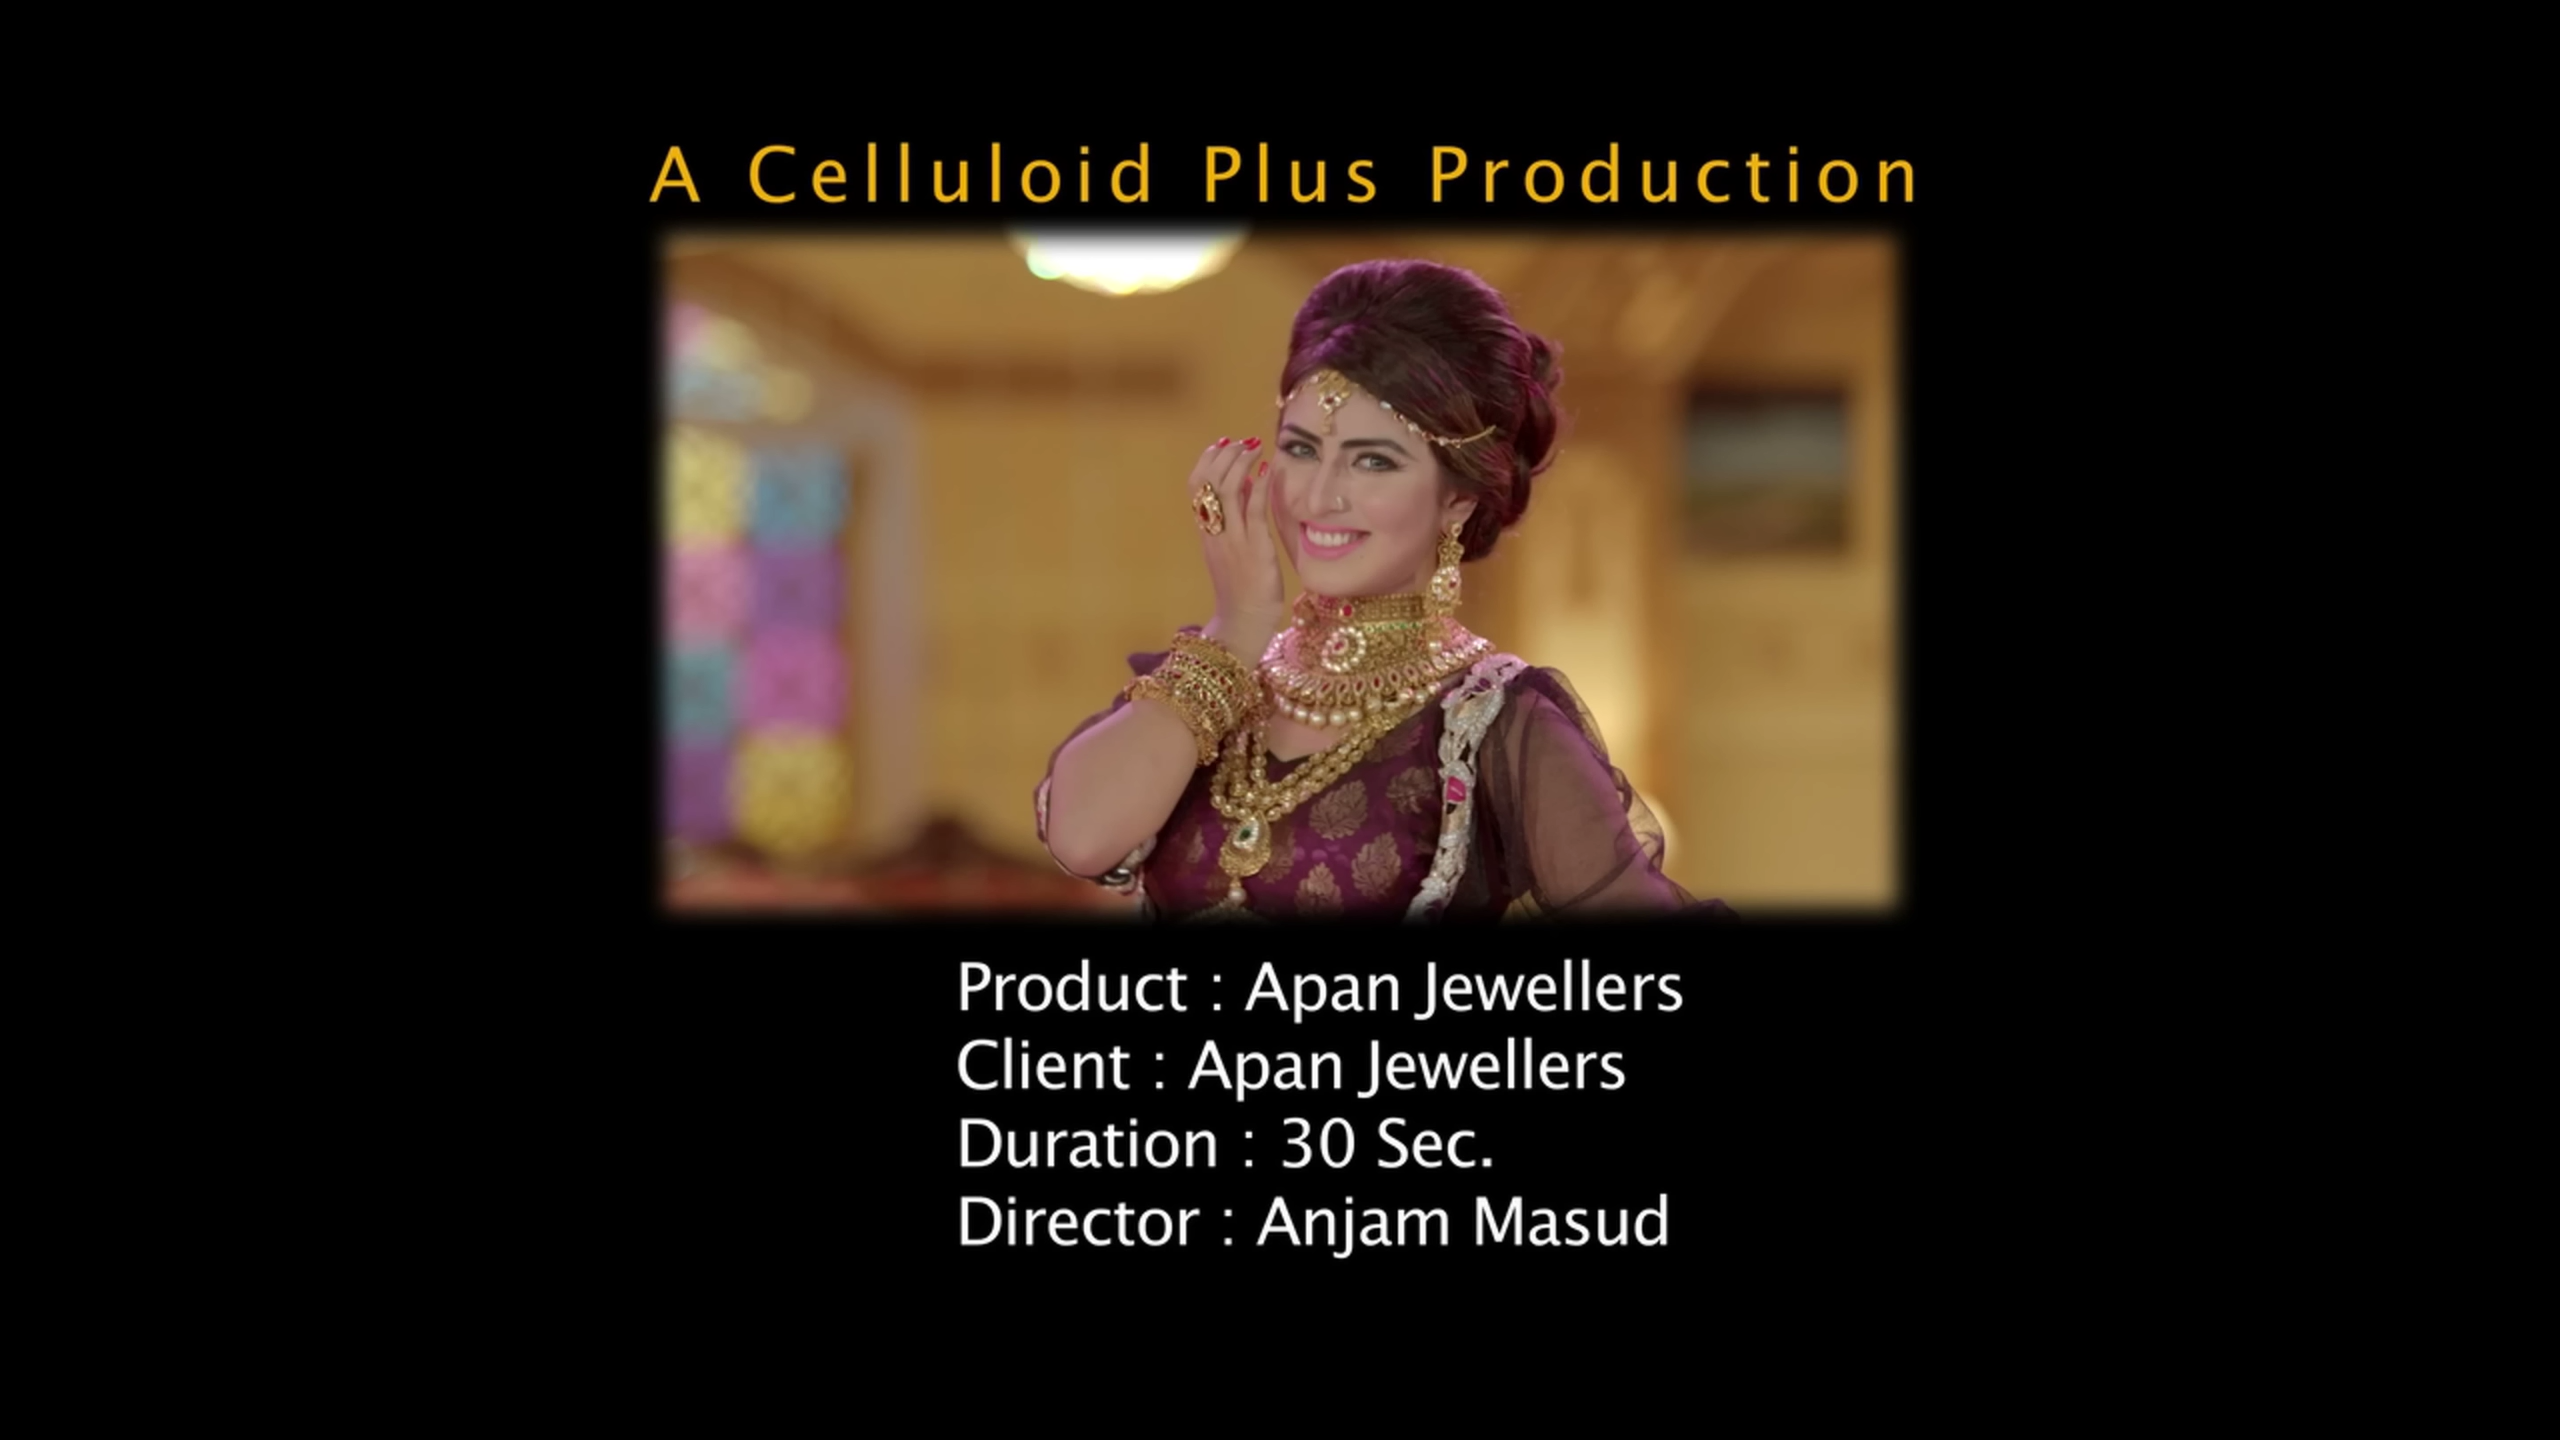 A Celluloid Plus Production
Product : Apan Jewellers
Client : Apan Jewellers
Duration : 30 Sec.
Director : Anjam Masud